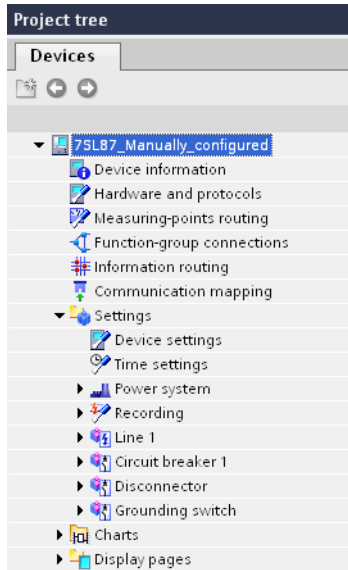 Project tree
Devices
7SL87_Manually_configured
Device information
Hardware and protocols
Measuring-points routing
Function-group connections
Information routing
Communication mapping
Settings
Device settings
Time settings
Power system
Recording
Line 1
Circuit breaker 1
Disconnector
Grounding switch
Charts
Display pages